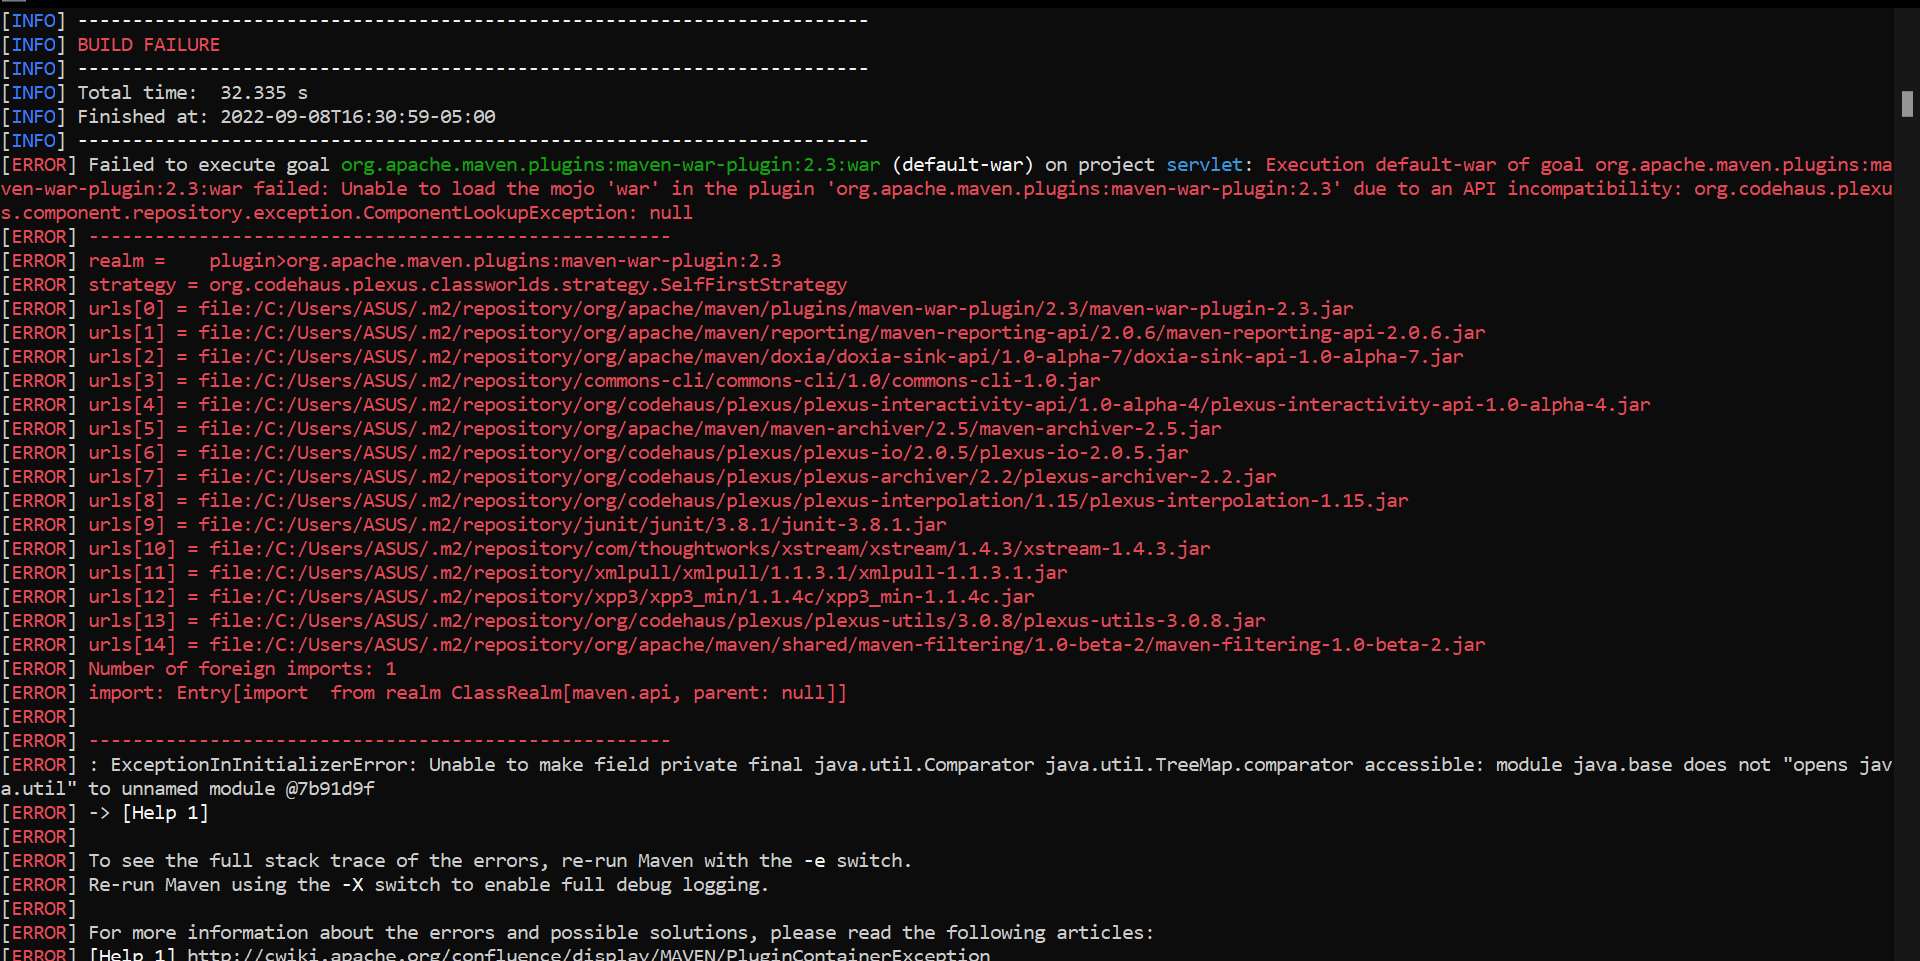 [INFO] ------------------------------------------------------------------------
[INFO] BUILD FAILURE
[INFO] ------------------------------------------------------------------------
[INFO] Total time:  32.335 s
[INFO] Finished at: 2022-09-08T16:30:59-05:00
[INFO] ------------------------------------------------------------------------
[ERROR] Failed to execute goal org.apache.maven.plugins:maven-war-plugin:2.3:war (default-war) on project servlet: Execution default-war of goal org.apache.maven.plugins:ma
ven-war-plugin:2.3:war failed: Unable to load the mojo 'war' in the plugin 'org.apache.maven.plugins:maven-war-plugin:2.3' due to an API incompatibility: org.codehaus.plexu
s.component.repository.exception.ComponentLookupException: null
[ERROR] -----------------------------------------------------
[ERROR] realm =    plugin>org.apache.maven.plugins:maven-war-plugin:2.3
[ERROR] strategy = org.codehaus.plexus.classworlds.strategy.SelfFirstStrategy
[ERROR] urls[0] = file:/C:/Users/ASUS/.m2/repository/org/apache/maven/plugins/maven-war-plugin/2.3/maven-war-plugin-2.3.jar
[ERROR] urls[1] = file:/C:/Users/ASUS/.m2/repository/org/apache/maven/reporting/maven-reporting-api/2.0.6/maven-reporting-api-2.0.6.jar
[ERROR] urls[2] = file:/C:/Users/ASUS/.m2/repository/org/apache/maven/doxia/doxia-sink-api/1.0-alpha-7/doxia-sink-api-1.0-alpha-7.jar
[ERROR] urls[3] = file:/C:/Users/ASUS/.m2/repository/commons-cli/commons-cli/1.0/commons-cli-1.0.jar
[ERROR] urls[4] = file:/C:/Users/ASUS/.m2/repository/org/codehaus/plexus/plexus-interactivity-api/1.0-alpha-4/plexus-interactivity-api-1.0-alpha-4.jar
[ERROR] urls[5] = file:/C:/Users/ASUS/.m2/repository/org/apache/maven/maven-archiver/2.5/maven-archiver-2.5.jar
[ERROR] urls[6] = file:/C:/Users/ASUS/.m2/repository/org/codehaus/plexus/plexus-io/2.0.5/plexus-io-2.0.5.jar
[ERROR] urls[7] = file:/C:/Users/ASUS/.m2/repository/org/codehaus/plexus/plexus-archiver/2.2/plexus-archiver-2.2.jar
[ERROR] urls[8] = file:/C:/Users/ASUS/.m2/repository/org/codehaus/plexus/plexus-interpolation/1.15/plexus-interpolation-1.15.jar
[ERROR] urls[9] = file:/C:/Users/ASUS/.m2/repository/junit/junit/3.8.1/junit-3.8.1.jar
[ERROR] urls[10] = file:/C:/Users/ASUS/.m2/repository/com/thoughtworks/xstream/xstream/1.4.3/xstream-1.4.3.jar
[ERROR] urls[11] = file:/C:/Users/ASUS/.m2/repository/xmlpull/xmlpull/1.1.3.1/xmlpull-1.1.3.1.jar
[ERROR] urls[12] = file:/C:/Users/ASUS/.m2/repository/xpp3/xpp3_min/1.1.4c/xpp3_min-1.1.4c.jar
[ERROR] urls[13] = file:/C:/Users/ASUS/.m2/repository/org/codehaus/plexus/plexus-utils/3.0.8/plexus-utils-3.0.8.jar
[ERROR] urls[14] = file:/C:/Users/ASUS/.m2/repository/org/apache/maven/shared/maven-filtering/1.0-beta-2/maven-filtering-1.0-beta-2.jar
[ERROR] Number of foreign imports: 1
[ERROR] import: Entry[import  from realm ClassRealm[maven.api, parent: null]]
[ERROR]
[ERROR] -----------------------------------------------------
[ERROR] : ExceptionInInitializerError: Unable to make field private final java.util.Comparator java.util.TreeMap.comparator accessible: module java.base does not "opens jav
a.util" to unnamed module @7b91d9f
[ERROR] -> [Help 1]
[ERROR]
[ERROR] To see the full stack trace of the errors, re-run Maven with the -e switch.
[ERROR] Re-run Maven using the -X switch to enable full debug logging.
[ERROR]
[ERROR] For more information about the errors and possible solutions, please read the following articles:
[ERROR] [Help 1] http://cwiki.apache.org/confluence/display/MAVEN/PluginContainerException